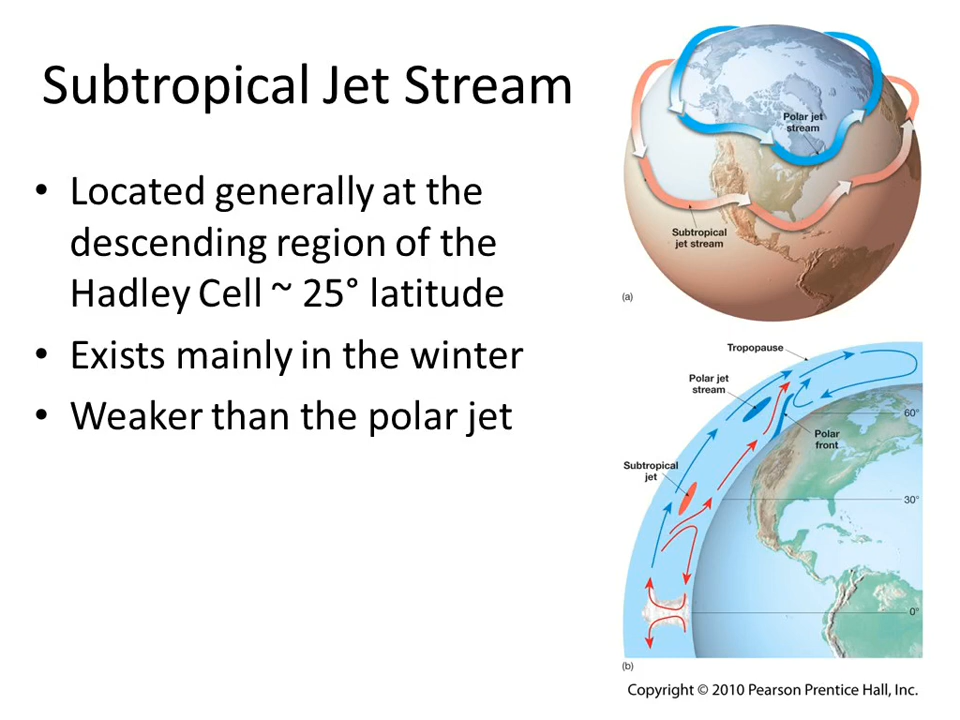 Subtropical Jet Stream
• Located generally at the
descending region of the
Hadley Cell ~ 25° latitude
• Exists mainly in the winter
• Weaker than the polar jet
Polar jet
stream
Subtropical
jet stream
(a)
Tropopause
Polar jet
stream
60°
Polar
front
Subtropical
jet
30°
0°
(b)
Copyright © 2010 Pearson Prentice Hall, Inc.